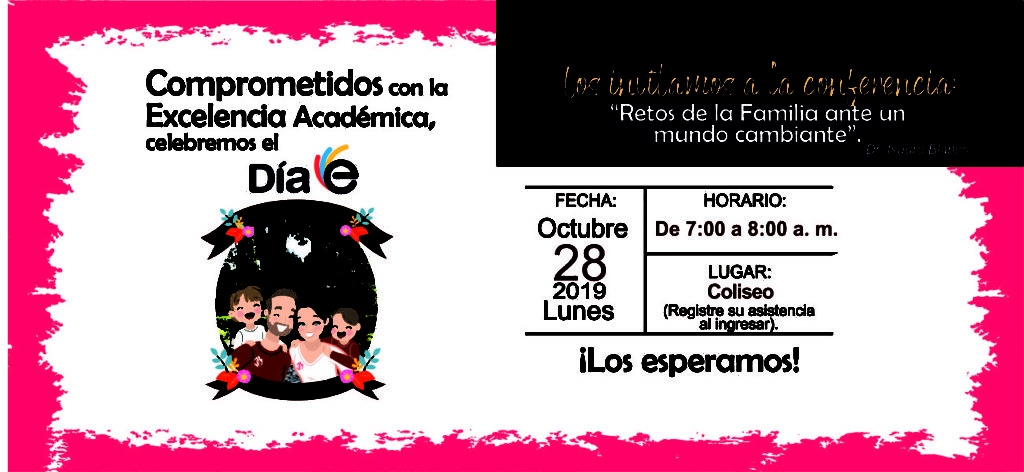 Comprometidos con la
Excelencia Académica,
celebremos el
Día e
Los invitamos a la conferencia:
“Retos de la Familia ante un
mundo cambiante”.
Dr.
FECHA:
Octubre
28
2019
Lunes
HORARIO:
De 7:00 a 8:00 a. m.
LUGAR:
Coliseo
(Registre su asistencia
al ingresar).
¡Los esperamos!